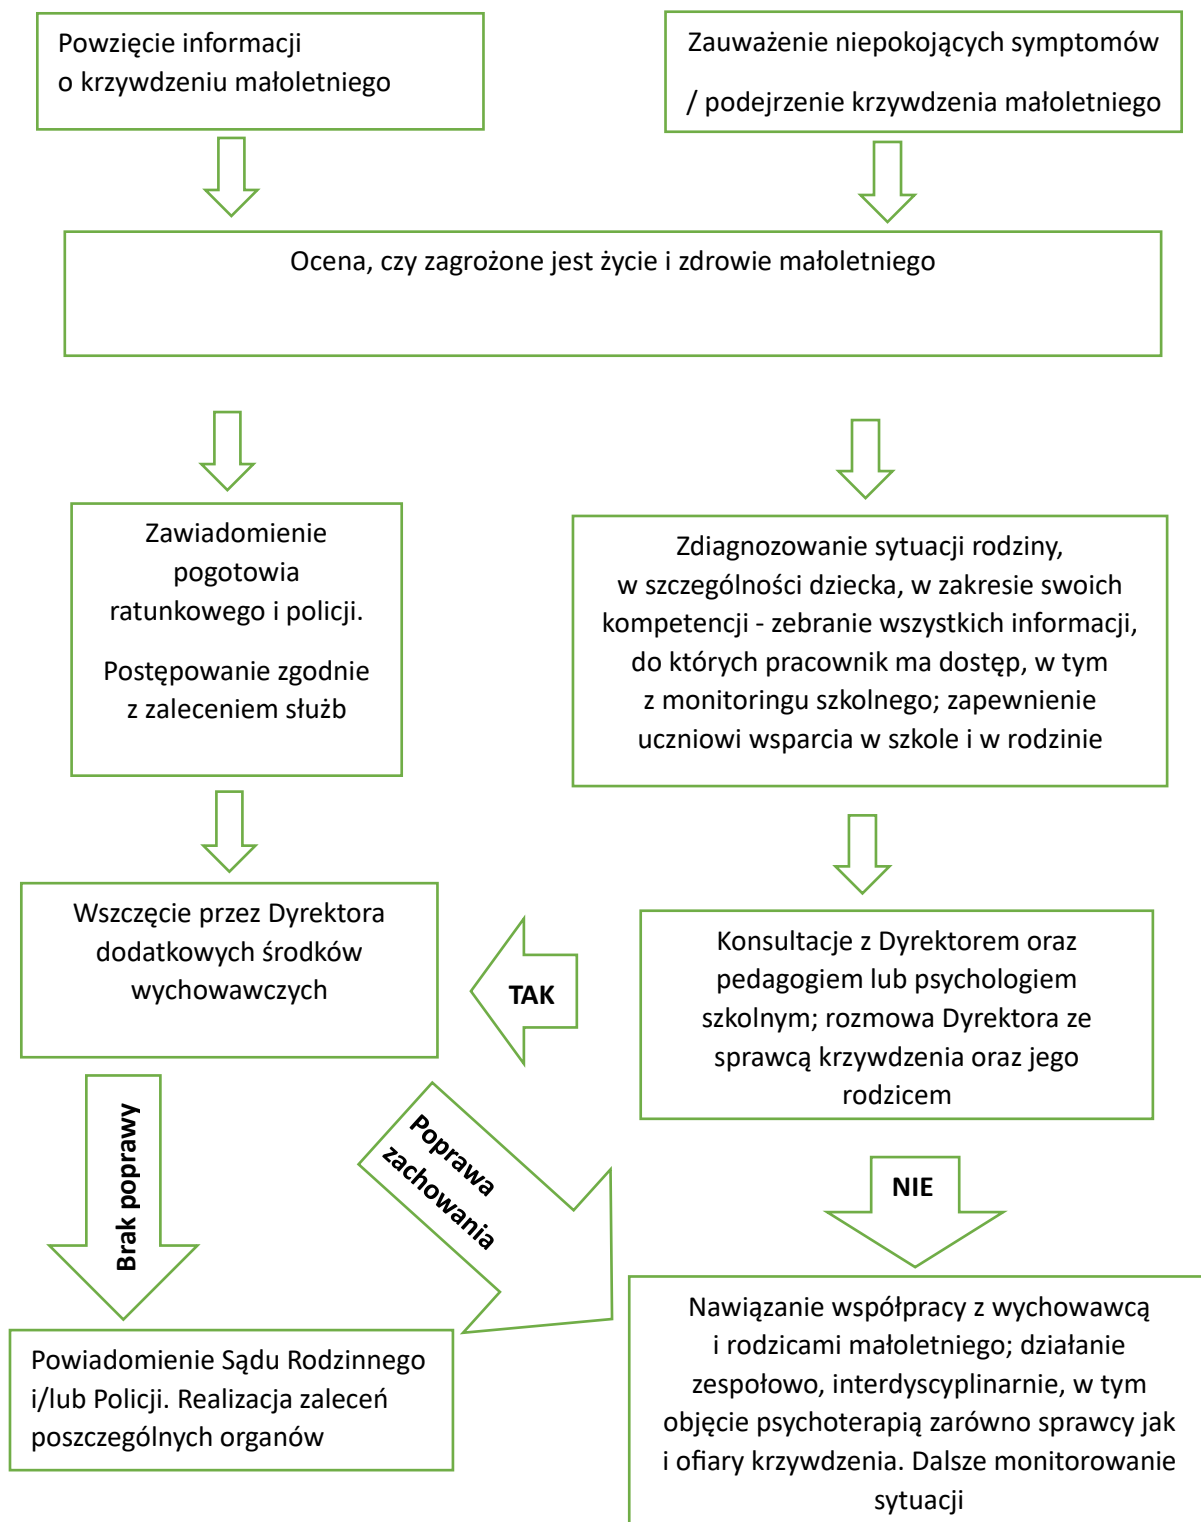 Powzięcie informacji
o krzywdzeniu małoletniego
Zauważenie niepokojących symptomów
/ podejrzenie krzywdzenia małoletniego
Ocena, czy zagrożone jest życie i zdrowie małoletniego
Zawiadomienie
pogotowia
ratunkowego i policji.
Postępowanie zgodnie
z zaleceniem służb
Zdiagnozowanie sytuacji rodziny,
w szczególności dziecka, w zakresie swoich
kompetencji - zebranie wszystkich informacji,
do których pracownik ma dostęp, w tym
z monitoringu szkolnego; zapewnienie
uczniowi wsparcia w szkole i w rodzinie
Wszczęcie przez Dyrektora
dodatkowych środków
wychowawczych
TAK
Konsultacje z Dyrektorem oraz
pedagogiem lub psychologiem
szkolnym; rozmowa Dyrektora ze
sprawcą krzywdzenia oraz jego
rodzicem
Brak poprawy
Poprawa
zachowania
NIE
Powiadomienie Sądu Rodzinnego
i/lub Policji. Realizacja zaleceń
poszczególnych organów
Nawiązanie współpracy z wychowawcą
i rodzicami małoletniego; działanie
zespołowo, interdyscyplinarnie, w tym
objęcie psychoterapią zarówno sprawcy jak
i ofiary krzywdzenia. Dalsze monitorowanie
sytuacji